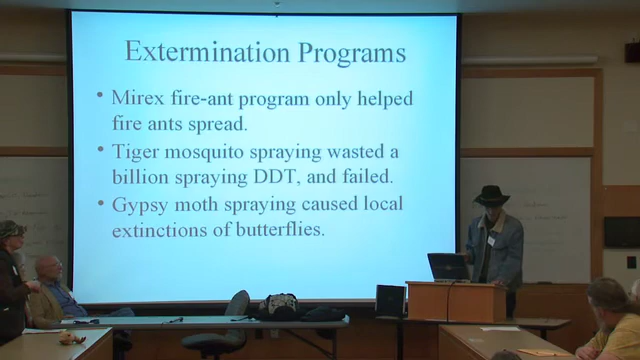 Extermination Programs
• Mirex fire-ant program only helped
fire ants spread.
• Tiger mosquito spraying wasted a
billion spraying DDT, and failed.
• Gypsy moth spraying caused local
extinctions of butterflies.